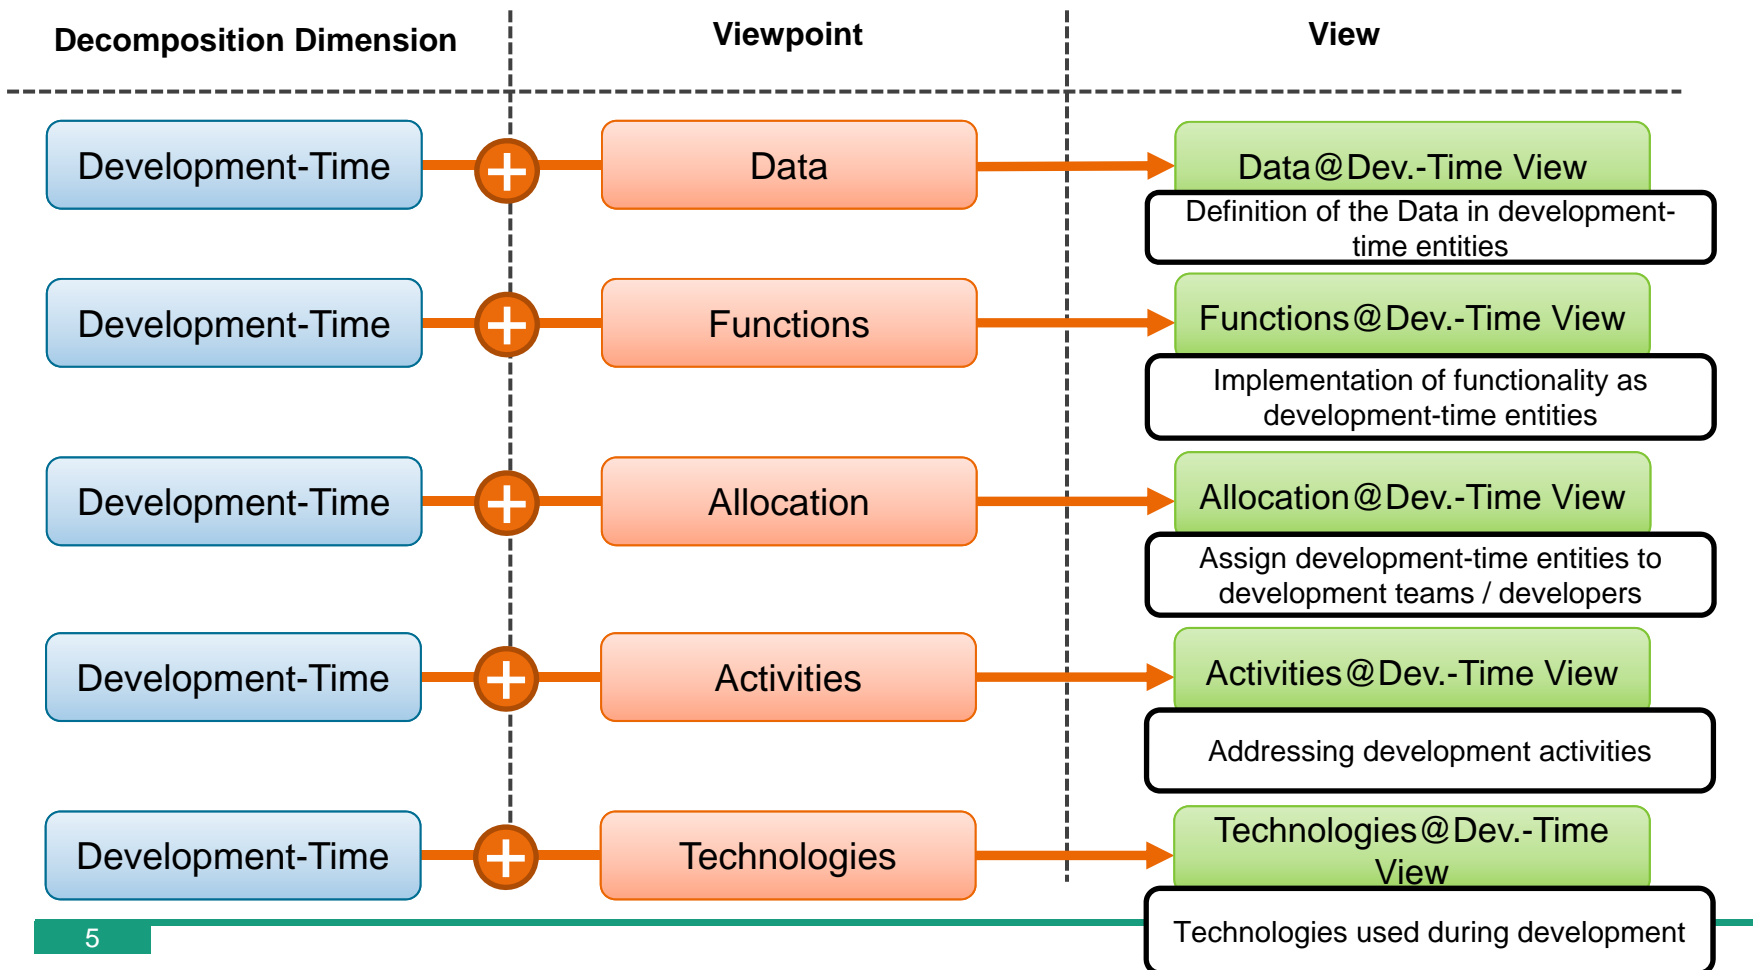 Decomposition Dimension
Viewpoint
View
Development-Time
Data
Data@Dev.-Time View
Definition of the Data in development-
time entities
Development-Time
Functions
Functions@Dev.-Time View
Implementation of functionality as
development-time entities
Development-Time
Allocation
Allocation@Dev.-Time View
Assign development-time entities to
development teams / developers
Development-Time
Activities
Activities@Dev.-Time View
Addressing development activities
Development-Time
Technologies
Technologies@Dev.-Time
View
Technologies used during development
5